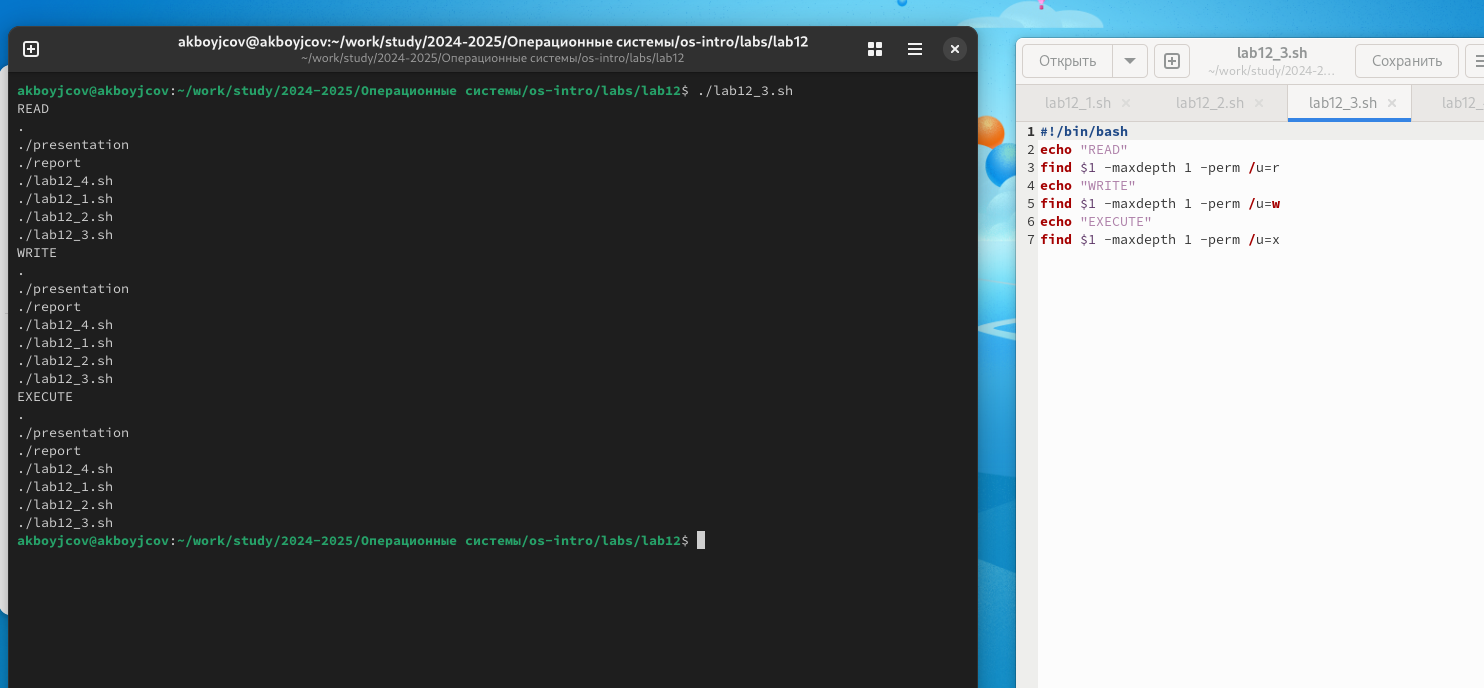 akboyjcov@akboyjcov:~/work/study/2024-2025/Операционные системы/os-intro/labs/lab12
~/work/study/2024-2025/Операционные системы/os-intro/labs/lab12
akboyjcov@akboyjcov:~/work/study/2024-2025/Операционные системы/os-intro/labs/lab12$ ./lab12_3.sh
READ
.
./presentation
./report
./lab12_4.sh
./lab12_1.sh
./lab12_2.sh
./lab12_3.sh
WRITE
.
./presentation
./report
./lab12_4.sh
./lab12_1.sh
./lab12_2.sh
./lab12_3.sh
EXECUTE
.
./presentation
./report
./lab12_4.sh
./lab12_1.sh
./lab12_2.sh
./lab12_3.sh
akboyjcov@akboyjcov:~/work/study/2024-2025/Операционные системы/os-intro/labs/lab12$
Открыть
lab12_3.sh
~/work/study/2024-2...
Сохранить
lab12_1.sh
lab12_2.sh
lab12_3.sh
lab12_
1 #!/bin/bash
2 echo "READ"
3 find $1 -maxdepth 1 -perm /u=r
4 echo "WRITE"
5 find $1 -maxdepth 1 -perm /u=w
6 echo "EXECUTE"
7 find $1 -maxdepth 1 -perm /u=x